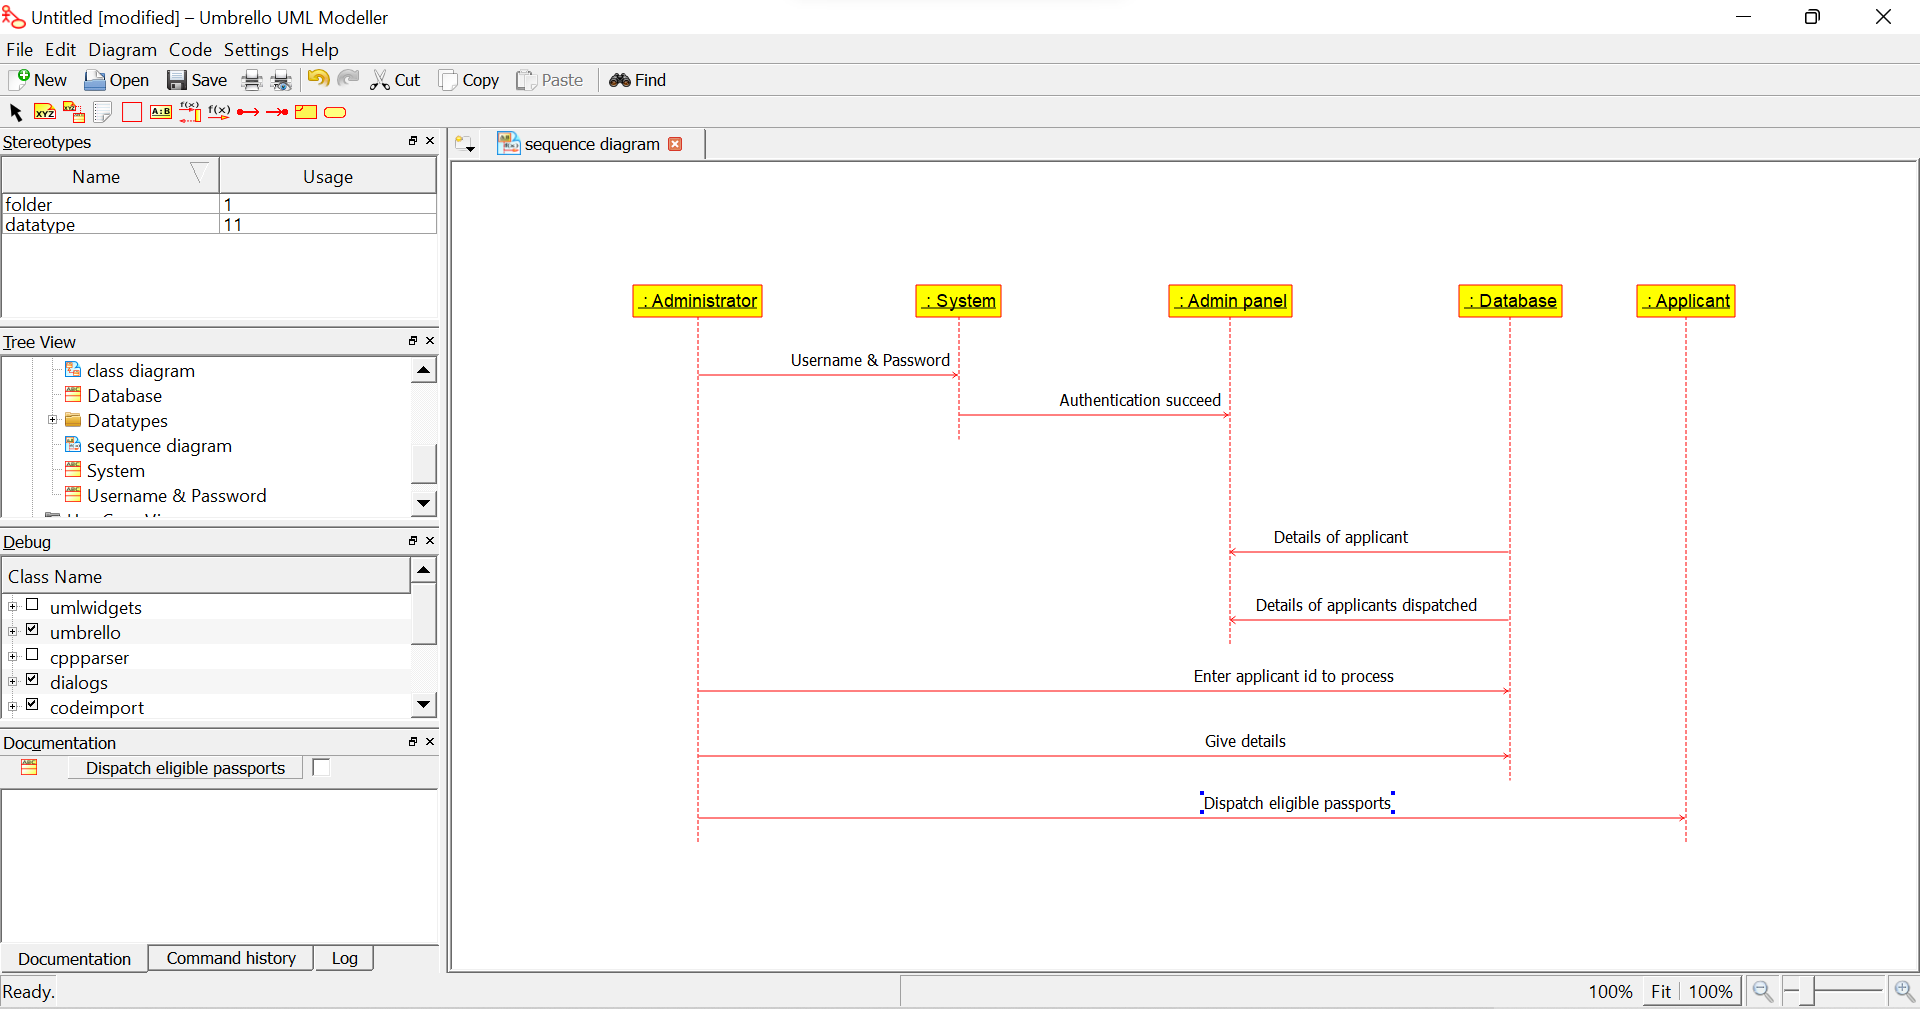 Untitled [modified] – Umbrello UML Modeller
File Edit Diagram Code Settings Help
New Open Save Cut Copy Paste Find
XYZ XYZ A:B f(x) f(x)
Stereotypes
Name Usage
folder 1
datatype 11
Tree View
class diagram
Database
Datatypes
sequence diagram
System
Username & Password
Debug
Class Name
umlwidgets
umbrello
cppparser
dialogs
codeimport
Documentation
Dispatch eligible passports
Documentation Command history Log
Ready.
sequence diagram
: Administrator : System : Admin panel : Database : Applicant
Username & Password
Authentication succeed
Details of applicant
Details of applicants dispatched
Enter applicant id to process
Give details
Dispatch eligible passports
100% Fit 100%